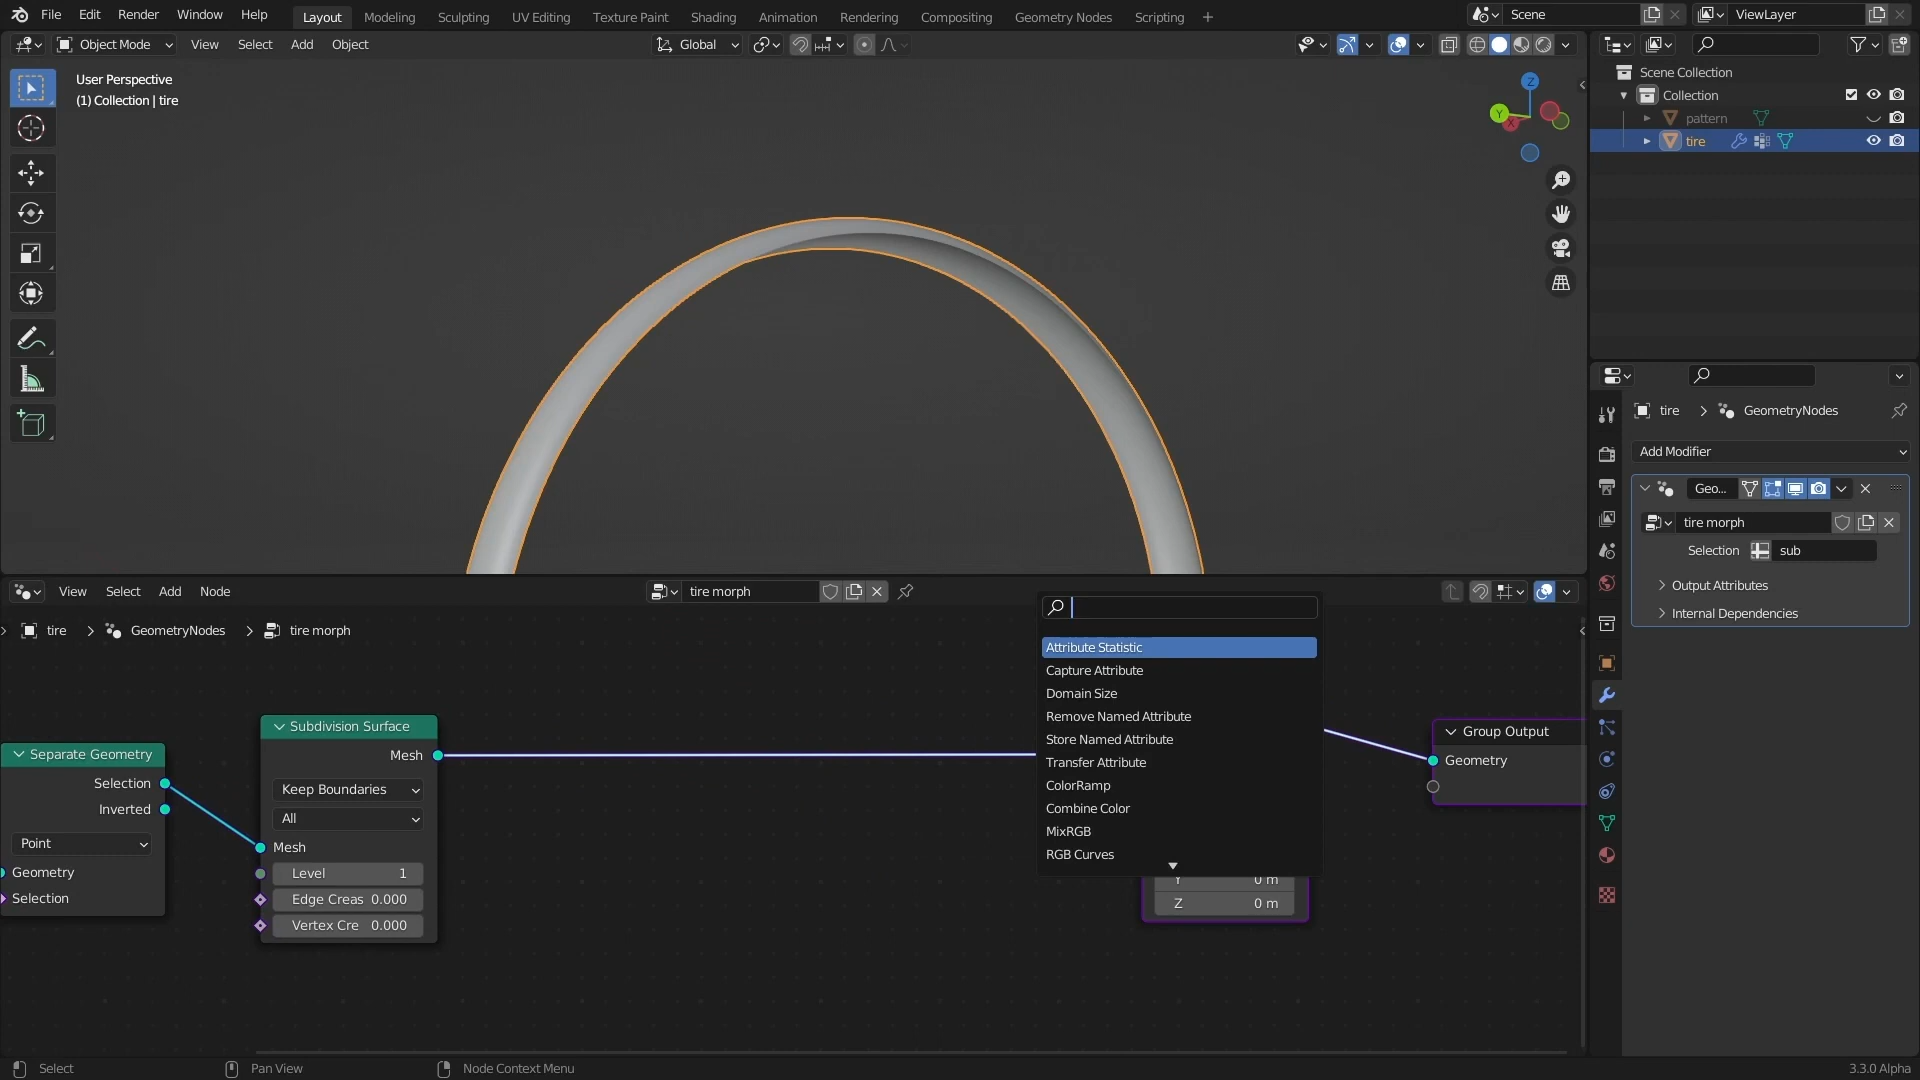 File Edit Render Window Help Layout Modeling Sculpting UV Editing Texture Paint Shading Animation Rendering Compositing Geometry Nodes Scripting + Scene ViewLayer
Object Mode View Select Add Object Global
User Perspective
(1) Collection | tire
Z
Y
X
Scene Collection
Collection
pattern
tire
tire > GeometryNodes
Add Modifier
Geo...
tire morph
Selection sub
Output Attributes
Internal Dependencies
View Select Add Node tire morph
tire > GeometryNodes > tire morph
Separate Geometry
Selection
Inverted
Point
Geometry
Selection
Subdivision Surface
Mesh
Keep Boundaries
All
Mesh
Level 1
Edge Creas 0.000
Vertex Cre 0.000
Attribute Statistic
Capture Attribute
Domain Size
Remove Named Attribute
Store Named Attribute
Transfer Attribute
ColorRamp
Combine Color
MixRGB
RGB Curves
Y 0 m
Z 0 m
Group Output
Geometry
Select Pan View Node Context Menu 3.3.0 Alpha